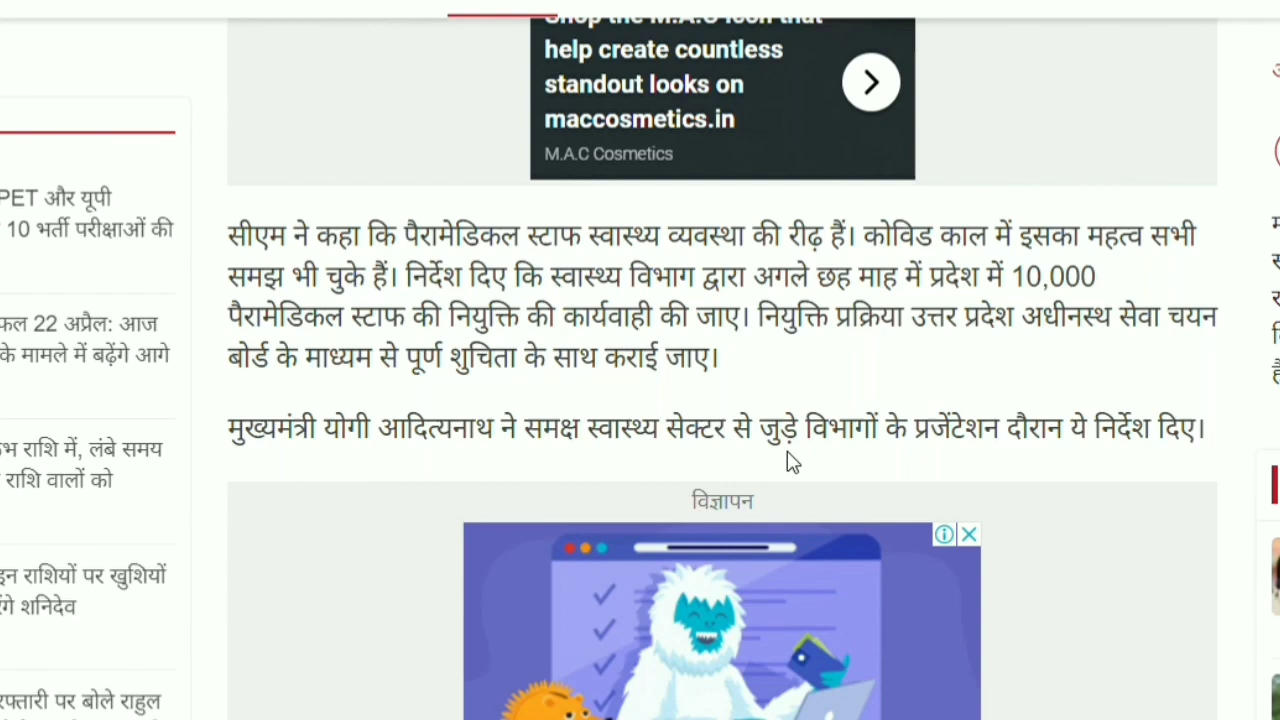 help create countless
standout looks on
maccosmetics.in
M.A.C Cosmetics
PET और यूपी
10 भर्ती परीक्षाओं की
22 अप्रैल: आज
के मामले में बढ़ेंगे आगे
राशि में, लंबे समय
राशि वालों को
राशियों पर खुशियों
शनिदेव
पर बोले राहुल
सीएम ने कहा कि पैरामेडिकल स्टाफ स्वास्थ्य व्यवस्था की रीढ़ हैं। कोविड काल में इसका महत्व सभी
समझ भी चुके हैं। निर्देश दिए कि स्वास्थ्य विभाग द्वारा अगले छह माह में प्रदेश में 10,000
पैरामेडिकल स्टाफ की नियुक्ति की कार्यवाही की जाए। नियुक्ति प्रक्रिया उत्तर प्रदेश अधीनस्थ सेवा चयन
बोर्ड के माध्यम से पूर्ण शुचिता के साथ कराई जाए।
मुख्यमंत्री योगी आदित्यनाथ ने समक्ष स्वास्थ्य सेक्टर से जुड़े विभागों के प्रजेंटेशन दौरान ये निर्देश दिए।
विज्ञापन